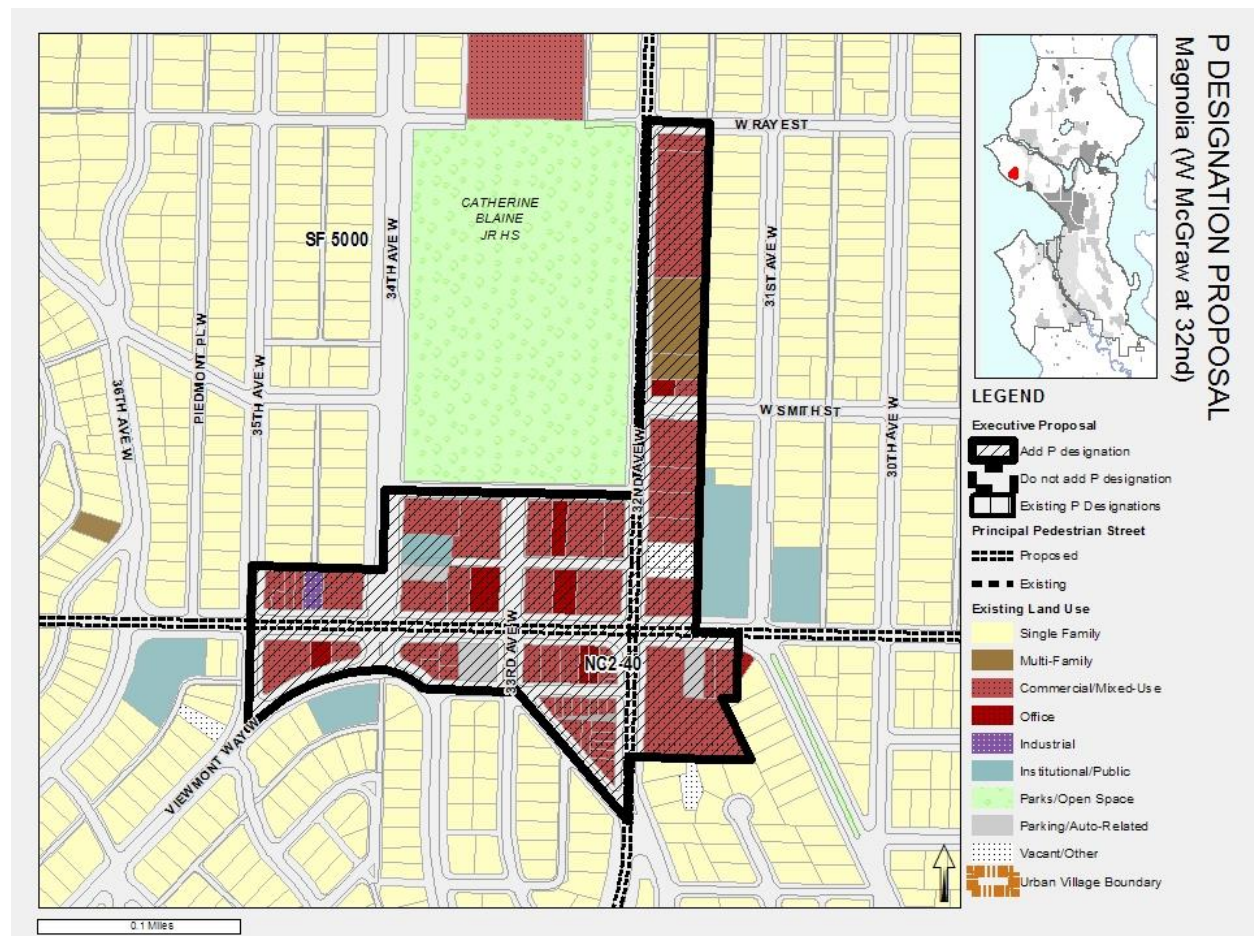 P DESIGNATION PROPOSAL
Magnolia (W McGraw at 32nd)
W RAYE ST
CATHERINE
BLAINE
JR HS
SF 5000
34TH AVE W
31ST AVE W
PIEDMONT PL W
36TH AVE W
35TH AVE W
W SMITH ST
30TH AVE W
32ND AVE W
33RD AVE W
NC2-40
VIEWMONT WAY W
0.1 Miles
LEGEND
Executive Proposal
Add P designation
Do not add P designation
Existing P Designations
Principal Pedestrian Street
Proposed
Existing
Existing Land Use
Single Family
Multi-Family
Commercial/Mixed-Use
Office
Industrial
Institutional/Public
Parks/Open Space
Parking/Auto-Related
Vacant/Other
Urban Village Boundary